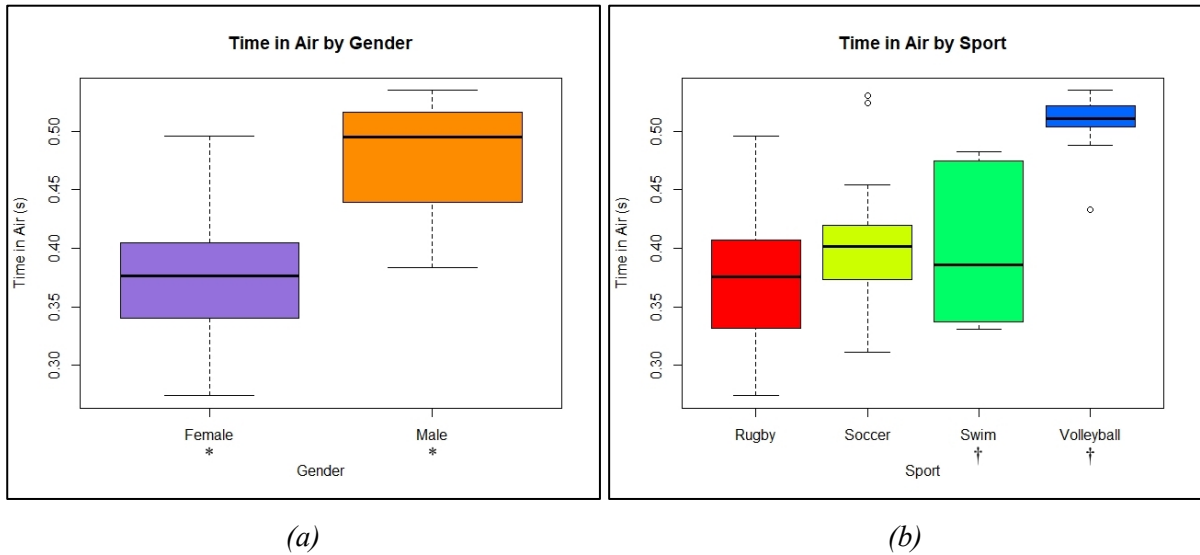 Time in Air by Gender
Time in Air (s)
0.50
0.45
0.40
0.35
0.30
Female Male
* *
Gender
(a)
Time in Air by Sport
Time in Air (s)
0.50
0.45
0.40
0.35
0.30
Rugby Soccer Swim Volleyball
† †
Sport
(b)